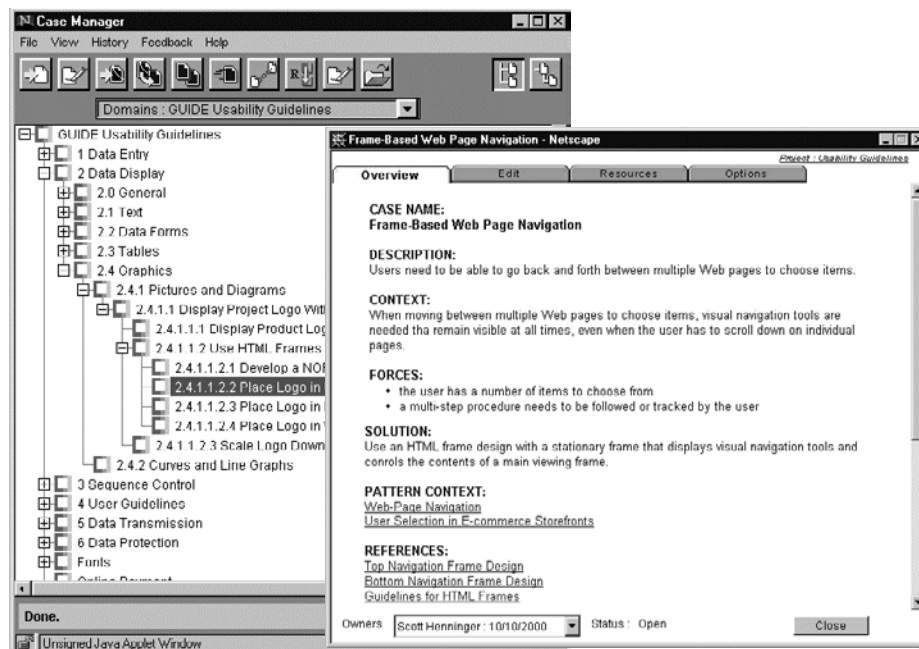 Case Manager
File View History Feedback Help
Domains : GUIDE Usability Guidelines
GUIDE Usability Guidelines
1 Data Entry
2 Data Display
2.0 General
2.1 Text
2.2 Data Forms
2.3 Tables
2.4 Graphics
2.4.1 Pictures and Diagrams
2.4.1.1 Display Project Logo Wit
2.4.1.1.1 Display Product Log
2.4.1.1.2 Use HTML Frames
2.4.1.1.2.1 Develop a NO
2.4.1.1.2.2 Place Logo in
2.4.1.1.2.3 Place Logo in
2.4.1.1.2.4 Place Logo in
2.4.1.1.2.3 Scale Logo Down
2.4.2 Curves and Line Graphs
3 Sequence Control
4 User Guidelines
5 Data Transmission
6 Data Protection
Fonts
Online Payment
Done.
Unsigned Java Applet Window
Frame-Based Web Page Navigation - Netscape
Project : Usability Guidelines
Overview Edit Resources Options
CASE NAME:
Frame-Based Web Page Navigation
DESCRIPTION:
Users need to be able to go back and forth between multiple Web pages to choose items.
CONTEXT:
When moving between multiple Web pages to choose items, visual navigation tools are
needed tha remain visible at all times, even when the user has to scroll down on individual
pages.
FORCES:
• the user has a number of items to choose from
• a multi-step procedure needs to be followed or tracked by the user
SOLUTION:
Use an HTML frame design with a stationary frame that displays visual navigation tools and
conrols the contents of a main viewing frame.
PATTERN CONTEXT:
Web-Page Navigation
User Selection in E-commerce Storefronts
REFERENCES:
Top Navigation Frame Design
Bottom Navigation Frame Design
Guidelines for HTML Frames
Owners Scott Henninger : 10/10/2000 Status : Open Close